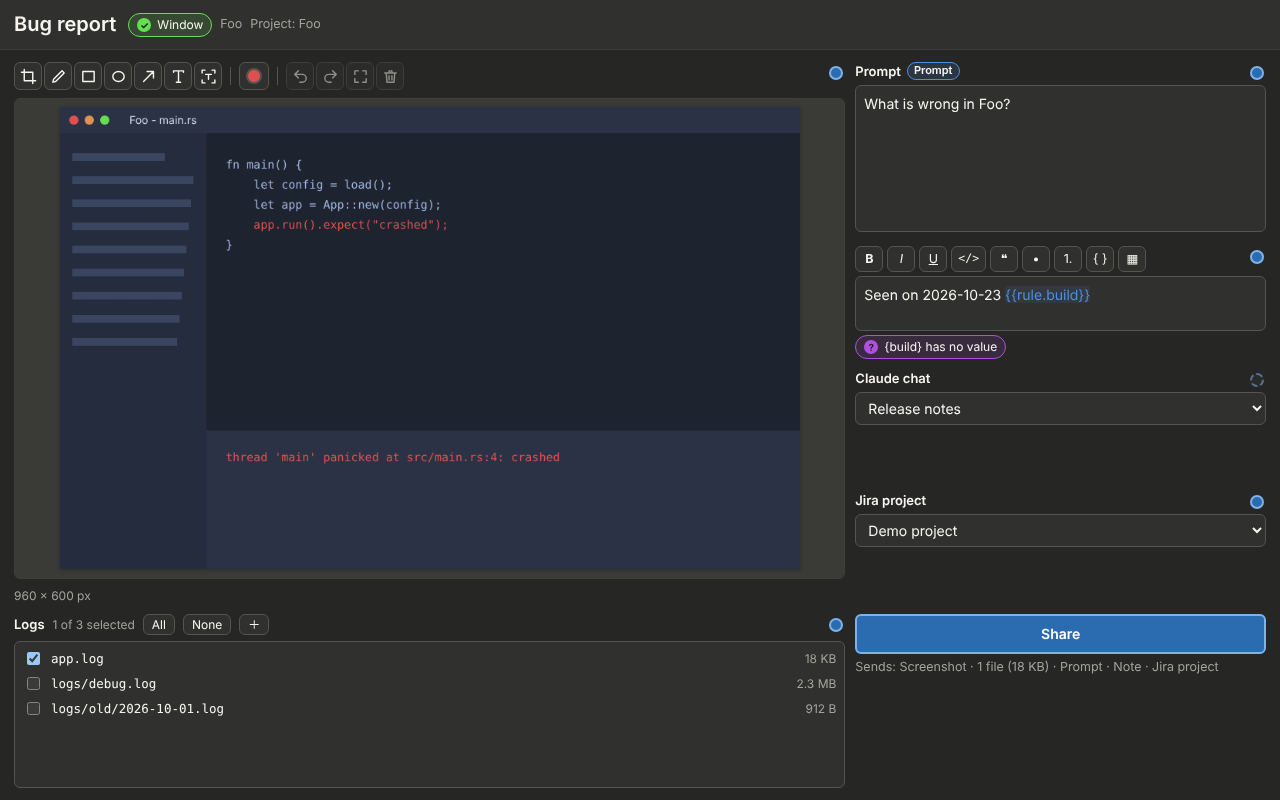 Bug report
Window
Foo Project: Foo
Foo - main.rs
fn main() {
let config = load();
let app = App::new(config);
app.run().expect("crashed");
}
thread 'main' panicked at src/main.rs:4: crashed
960 × 600 px
Logs 1 of 3 selected All None +
app.log 18 KB
logs/debug.log 2.3 MB
logs/old/2026-10-01.log 912 B
Prompt Prompt
What is wrong in Foo?
B I U </> ❝ • 1. { } ▦
Seen on 2026-10-23 {{rule.build}}
? {build} has no value
Claude chat
Release notes
Jira project
Demo project
Share
Sends: Screenshot · 1 file (18 KB) · Prompt · Note · Jira project